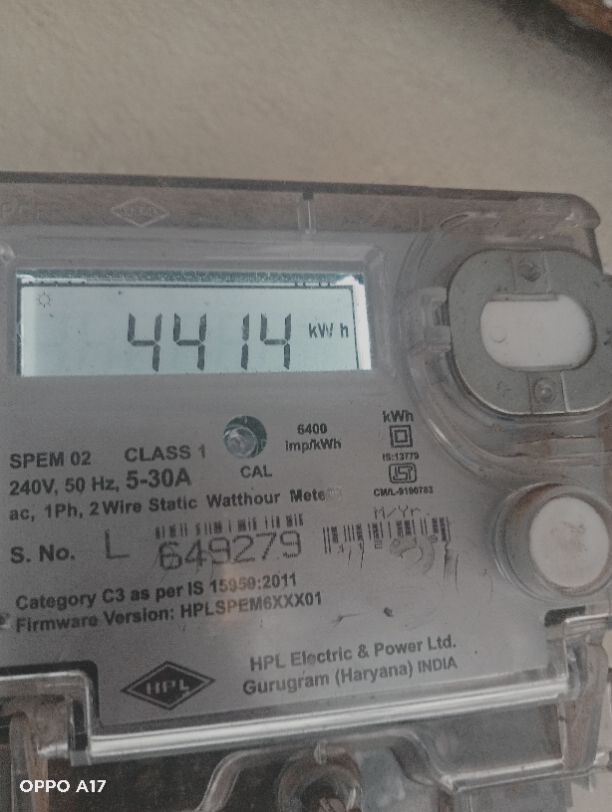 4414 kWh
6400
imp/kWh
kWh
SPEM 02 CLASS 1
CAL
IS:13779
240V, 50 Hz, 5-30A
CM/L-9190782
ac, 1Ph, 2 Wire Static Watthour Meter
M/Yr.
S. No. L 649279
Category C3 as per IS 15959:2011
Firmware Version: HPLSPEM6XXX01
HPL
HPL Electric & Power Ltd.
Gurugram (Haryana) INDIA
OPPO A17